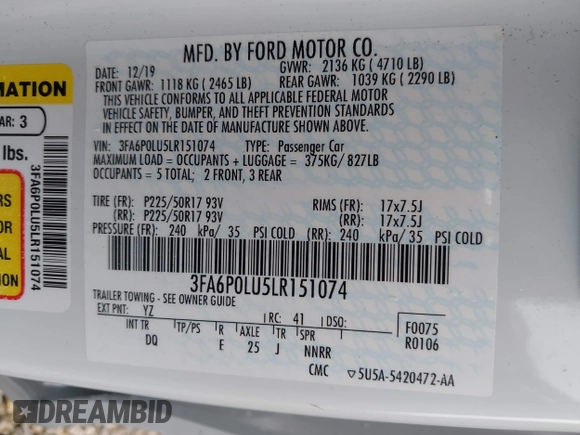 MFD. BY FORD MOTOR CO.
DATE: 12/19 GVWR: 2136 KG ( 4710 LB)
FRONT GAWR: 1118 KG ( 2465 LB) REAR GAWR: 1039 KG ( 2290 LB)
THIS VEHICLE CONFORMS TO ALL APPLICABLE FEDERAL MOTOR
VEHICLE SAFETY, BUMPER, AND THEFT PREVENTION STANDARDS
IN EFFECT ON THE DATE OF MANUFACTURE SHOWN ABOVE.
VIN: 3FA6P0LU5LR151074 TYPE: Passenger Car
MAXIMUM LOAD = OCCUPANTS + LUGGAGE = 375KG/ 827LB
OCCUPANTS = 5 TOTAL; 2 FRONT, 3 REAR
TIRE (FR): P225/50R17 93V RIMS (FR): 17x7.5J
(RR): P225/50R17 93V (RR): 17x7.5J
PRESSURE (FR): 240 kPa/ 35 PSI COLD (RR): 240 kPa/ 35 PSI COLD
3FA6P0LU5LR151074
TRAILER TOWING - SEE OWNER GUIDE
EXT PNT: YZ RC: 41 DSO:
INT TR TP/PS R AXLE TR SPR F0075
DQ E 25 J NNRR R0106
CMC ▽5U5A-5420472-AA
MATION
AR: 3
lbs.
RS
OR
AL
ION
3FA6P0LU5LR151074
DREAMBID